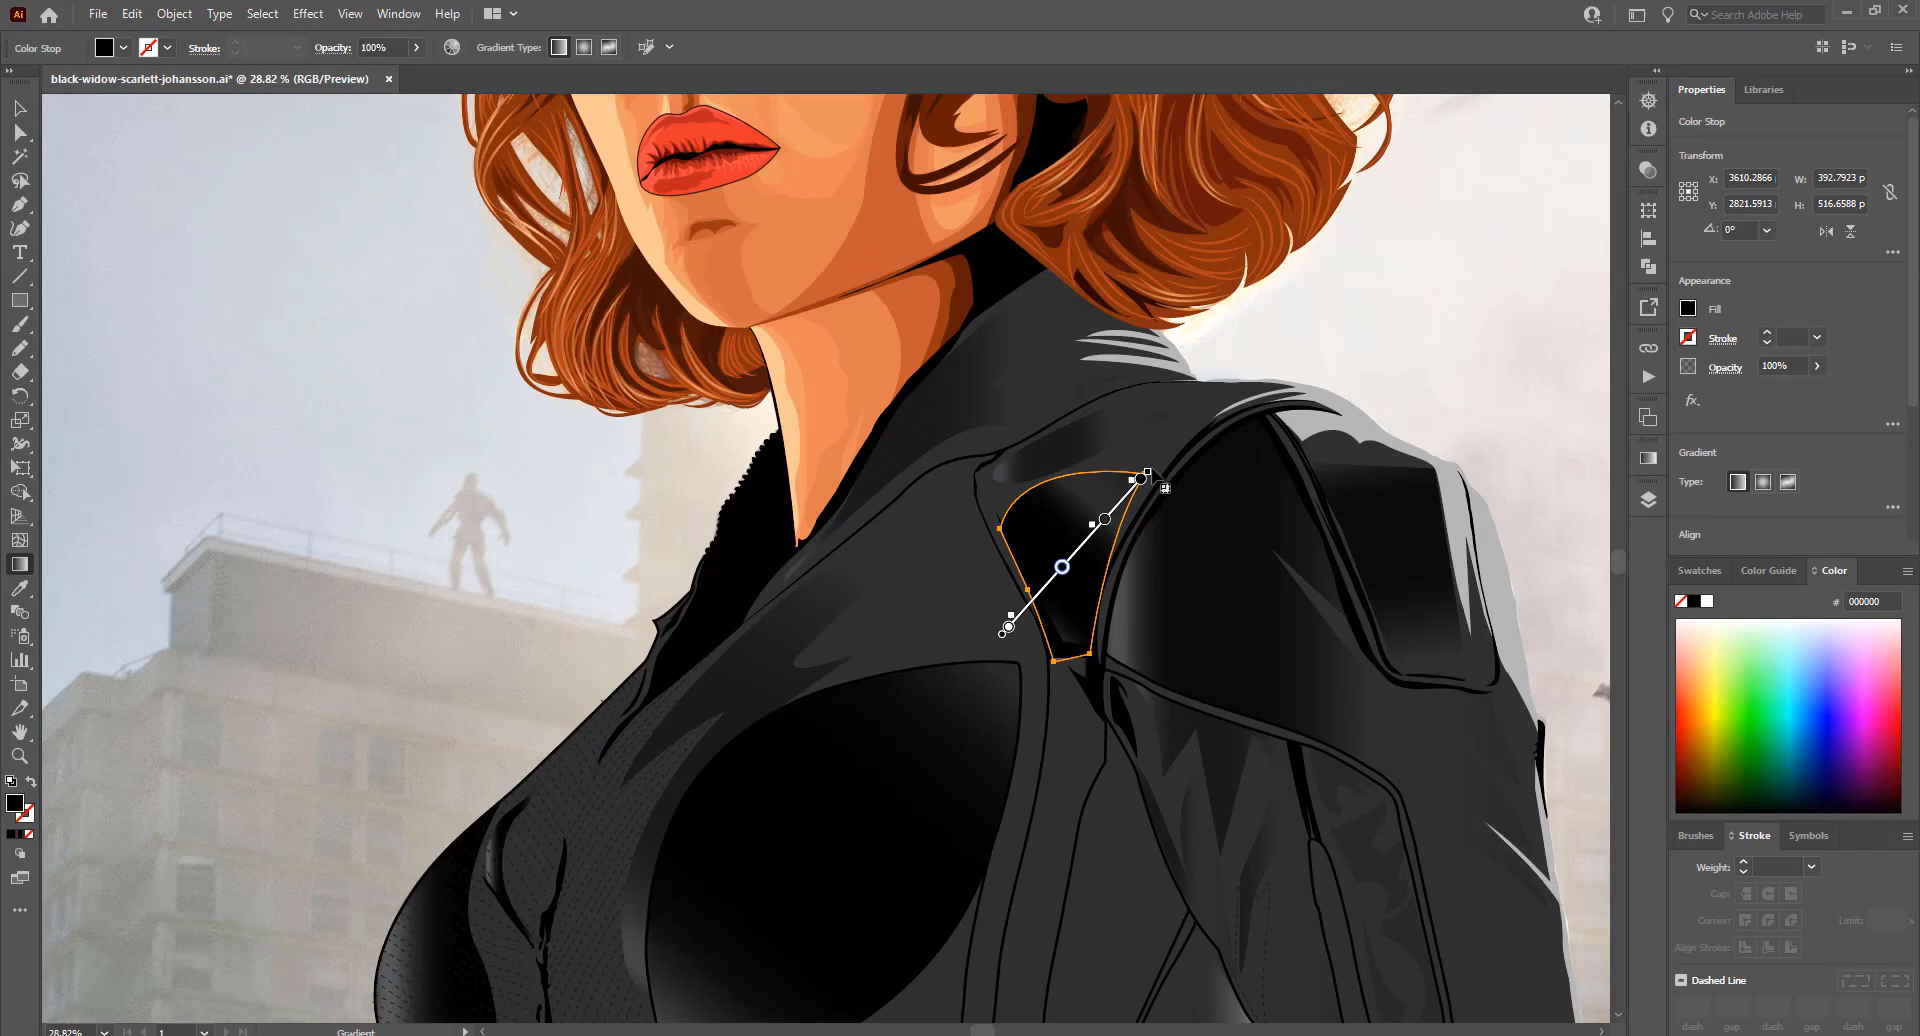 Ai File Edit Object Type Select Effect View Window Help Search Adobe Help
Color Stop Stroke: Opacity: 100% Gradient Type:
black-widow-scarlett-johansson.ai* @ 28.82 % (RGB/Preview)
Properties Libraries
Color Stop
Transform
X: 3610.2866 W: 392.7923 p
Y: 2821.5913 H: 516.6588 p
0°
Appearance
Fill
Stroke
Opacity 100%
fx.
Gradient
Type:
Align
Swatches Color Guide Color
# 000000
Brushes Stroke Symbols
Weight:
Cap:
Corner: Limit: x
Align Stroke:
Dashed Line
dash gap dash gap dash gap
28.82% 1 Gradient